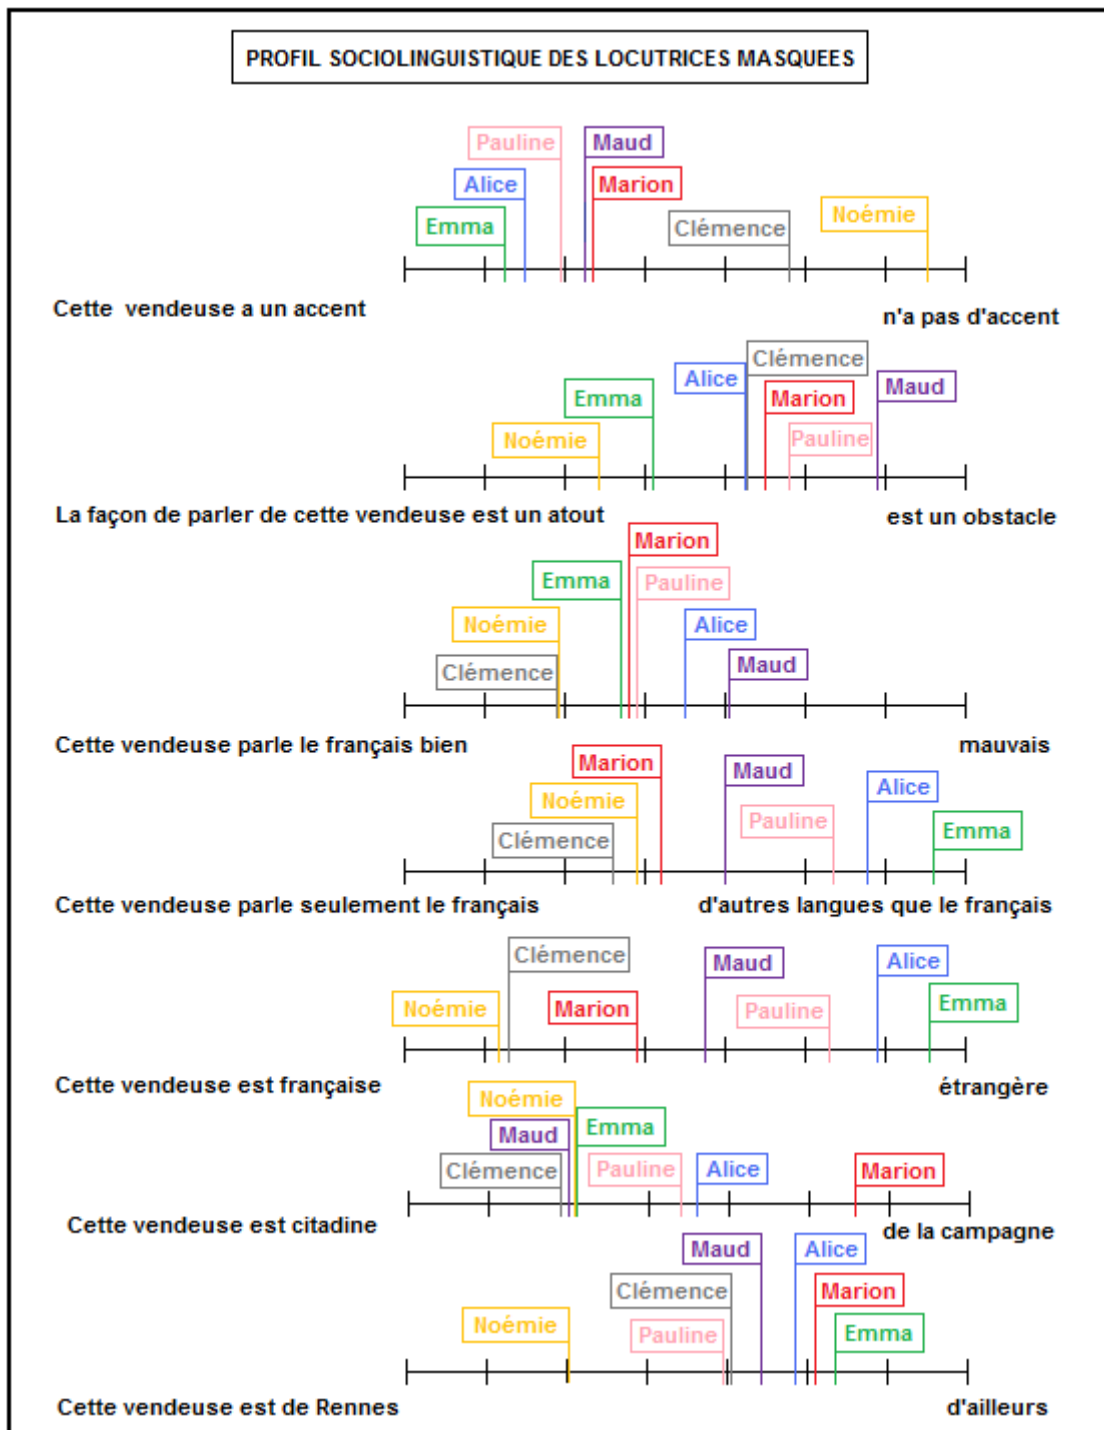 PROFIL SOCIOLINGUISTIQUE DES LOCUTRICES MASQUEES
Pauline
Maud
Alice
Marion
Emma
Clémence
Noémie
Cette vendeuse a un accent
n'a pas d'accent
Clémence
Alice
Maud
Emma
Marion
Noémie
Pauline
La façon de parler de cette vendeuse est un atout
est un obstacle
Marion
Emma
Pauline
Noémie
Alice
Clémence
Maud
Cette vendeuse parle le français bien
mauvais
Marion
Maud
Noémie
Alice
Pauline
Emma
Clémence
Cette vendeuse parle seulement le français
d'autres langues que le français
Clémence
Maud
Alice
Noémie
Marion
Pauline
Emma
Cette vendeuse est française
étrangère
Noémie
Maud
Emma
Clémence
Pauline
Alice
Marion
Cette vendeuse est citadine
de la campagne
Maud
Alice
Clémence
Marion
Noémie
Pauline
Emma
Cette vendeuse est de Rennes
d'ailleurs